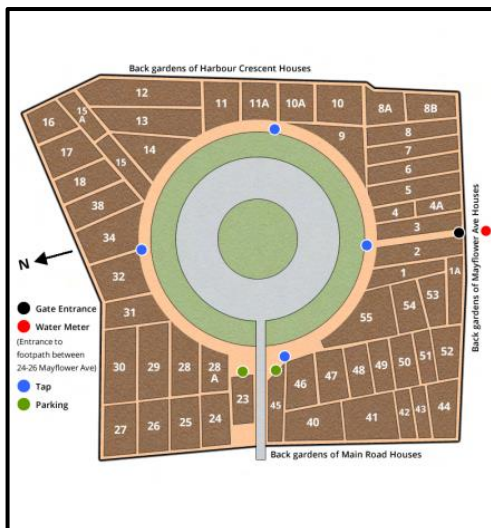 Back gardens of Harbour Crescent Houses
12
11
11A
10A
10
8A
8B
15
A
16
13
9
8
17
14
7
15
6
18
5
38
4
4A
34
3
2
N
32
1
1A
31
55
54
53
Back gardens of Mayflower Ave Houses
Gate Entrance
Water Meter
(Entrance to
footpath between
24-26 Mayflower Ave)
Tap
Parking
30
29
28
28
A
23
45
46
47
48
49
50
51
52
27
26
25
24
40
41
42
43
44
Back gardens of Main Road Houses